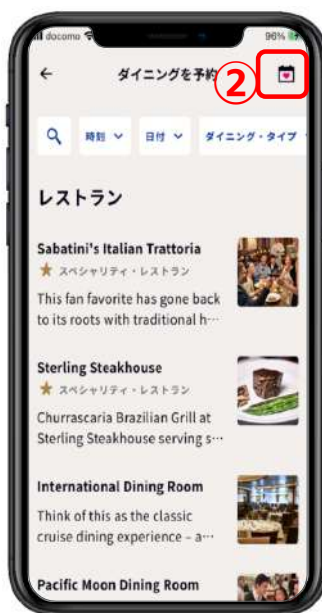 docomo 96%
← ダイニングを予約
②
時刻 日付 ダイニング・タイプ
レストラン
Sabatini's Italian Trattoria
スペシャリティ・レストラン
This fan favorite has gone back
to its roots with traditional h…
Sterling Steakhouse
スペシャリティ・レストラン
Churrascaria Brazilian Grill at
Sterling Steakhouse serving s…
International Dining Room
Think of this as the classic
cruise dining experience – a…
Pacific Moon Dining Room